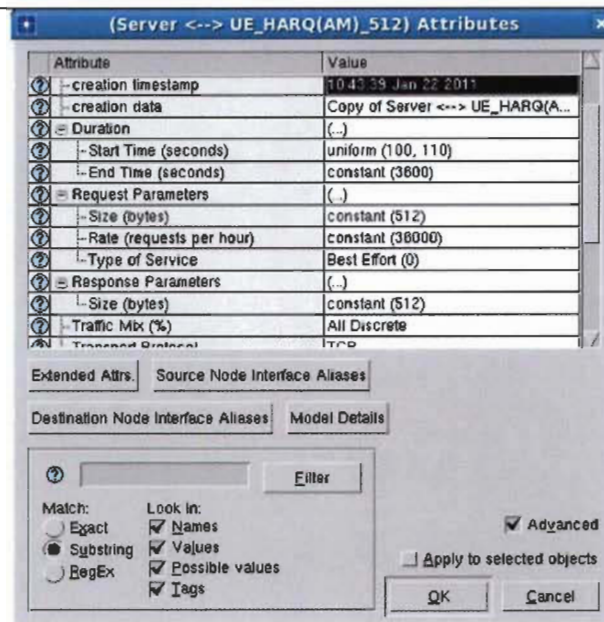 (Server <--> UE_HARQ(AM)_512) Attributes
Attribute Value
creation timestamp 10:43:39 Jan 22 2011
creation data Copy of Server <--> UE_HARQ(A...
Duration (...)
Start Time (seconds) uniform (100, 110)
End Time (seconds) constant (3600)
Request Parameters (...)
Size (bytes) constant (512)
Rate (requests per hour) constant (36000)
Type of Service Best Effort (0)
Response Parameters (...)
Size (bytes) constant (512)
Traffic Mix (%) All Discrete
Transport Protocol TCP
Extended Attrs. Source Node Interface Aliases
Destination Node Interface Aliases Model Details
Filter
Match: Look in:
Exact Names
Substring Values
RegEx Possible values
Tags
Advanced
Apply to selected objects
OK Cancel